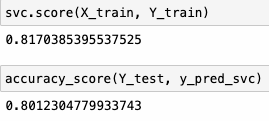 svc.score(X_train, Y_train)
0.8170385395537525
accuracy_score(Y_test, y_pred_svc)
0.8012304779933743